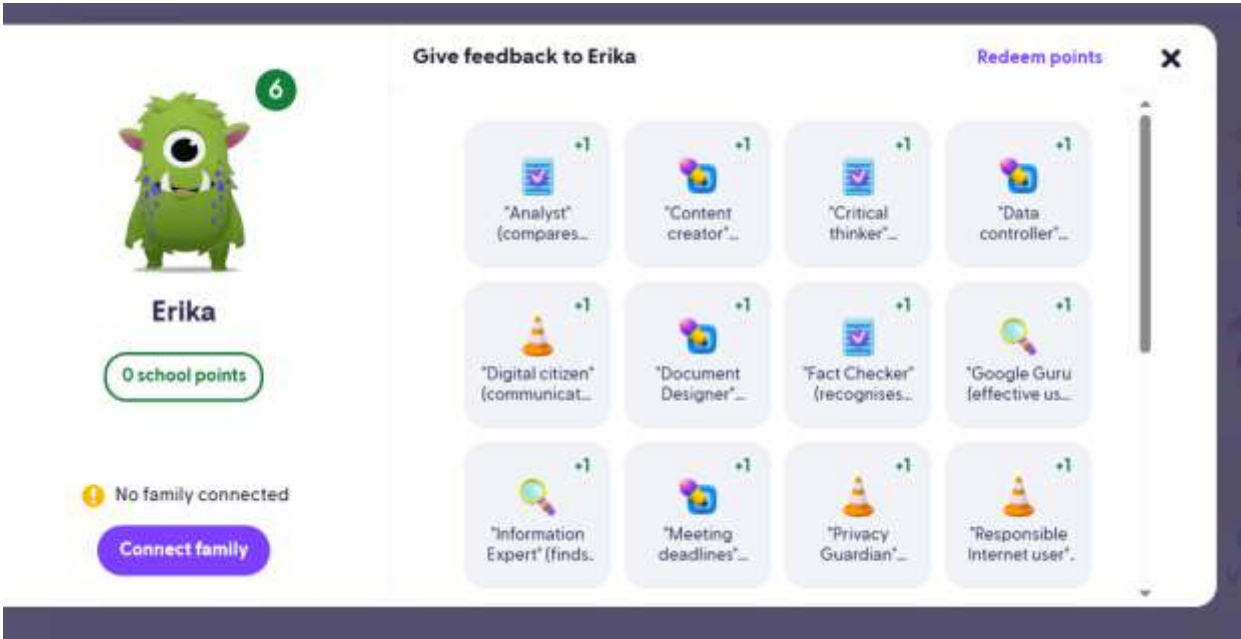 6
Erika
0 school points
No family connected
Connect family
Give feedback to Erika
Redeem points
+1
"Analyst"
(compares...
+1
"Content
creator"...
+1
"Critical
thinker"...
+1
"Data
controller"...
+1
"Digital citizen"
(communicat...
+1
"Document
Designer"...
+1
"Fact Checker"
(recognises...
+1
"Google Guru
(effective us...
+1
"Information
Expert" (finds.
+1
"Meeting
deadlines"...
+1
"Privacy
Guardian"...
+1
"Responsible
Internet user".